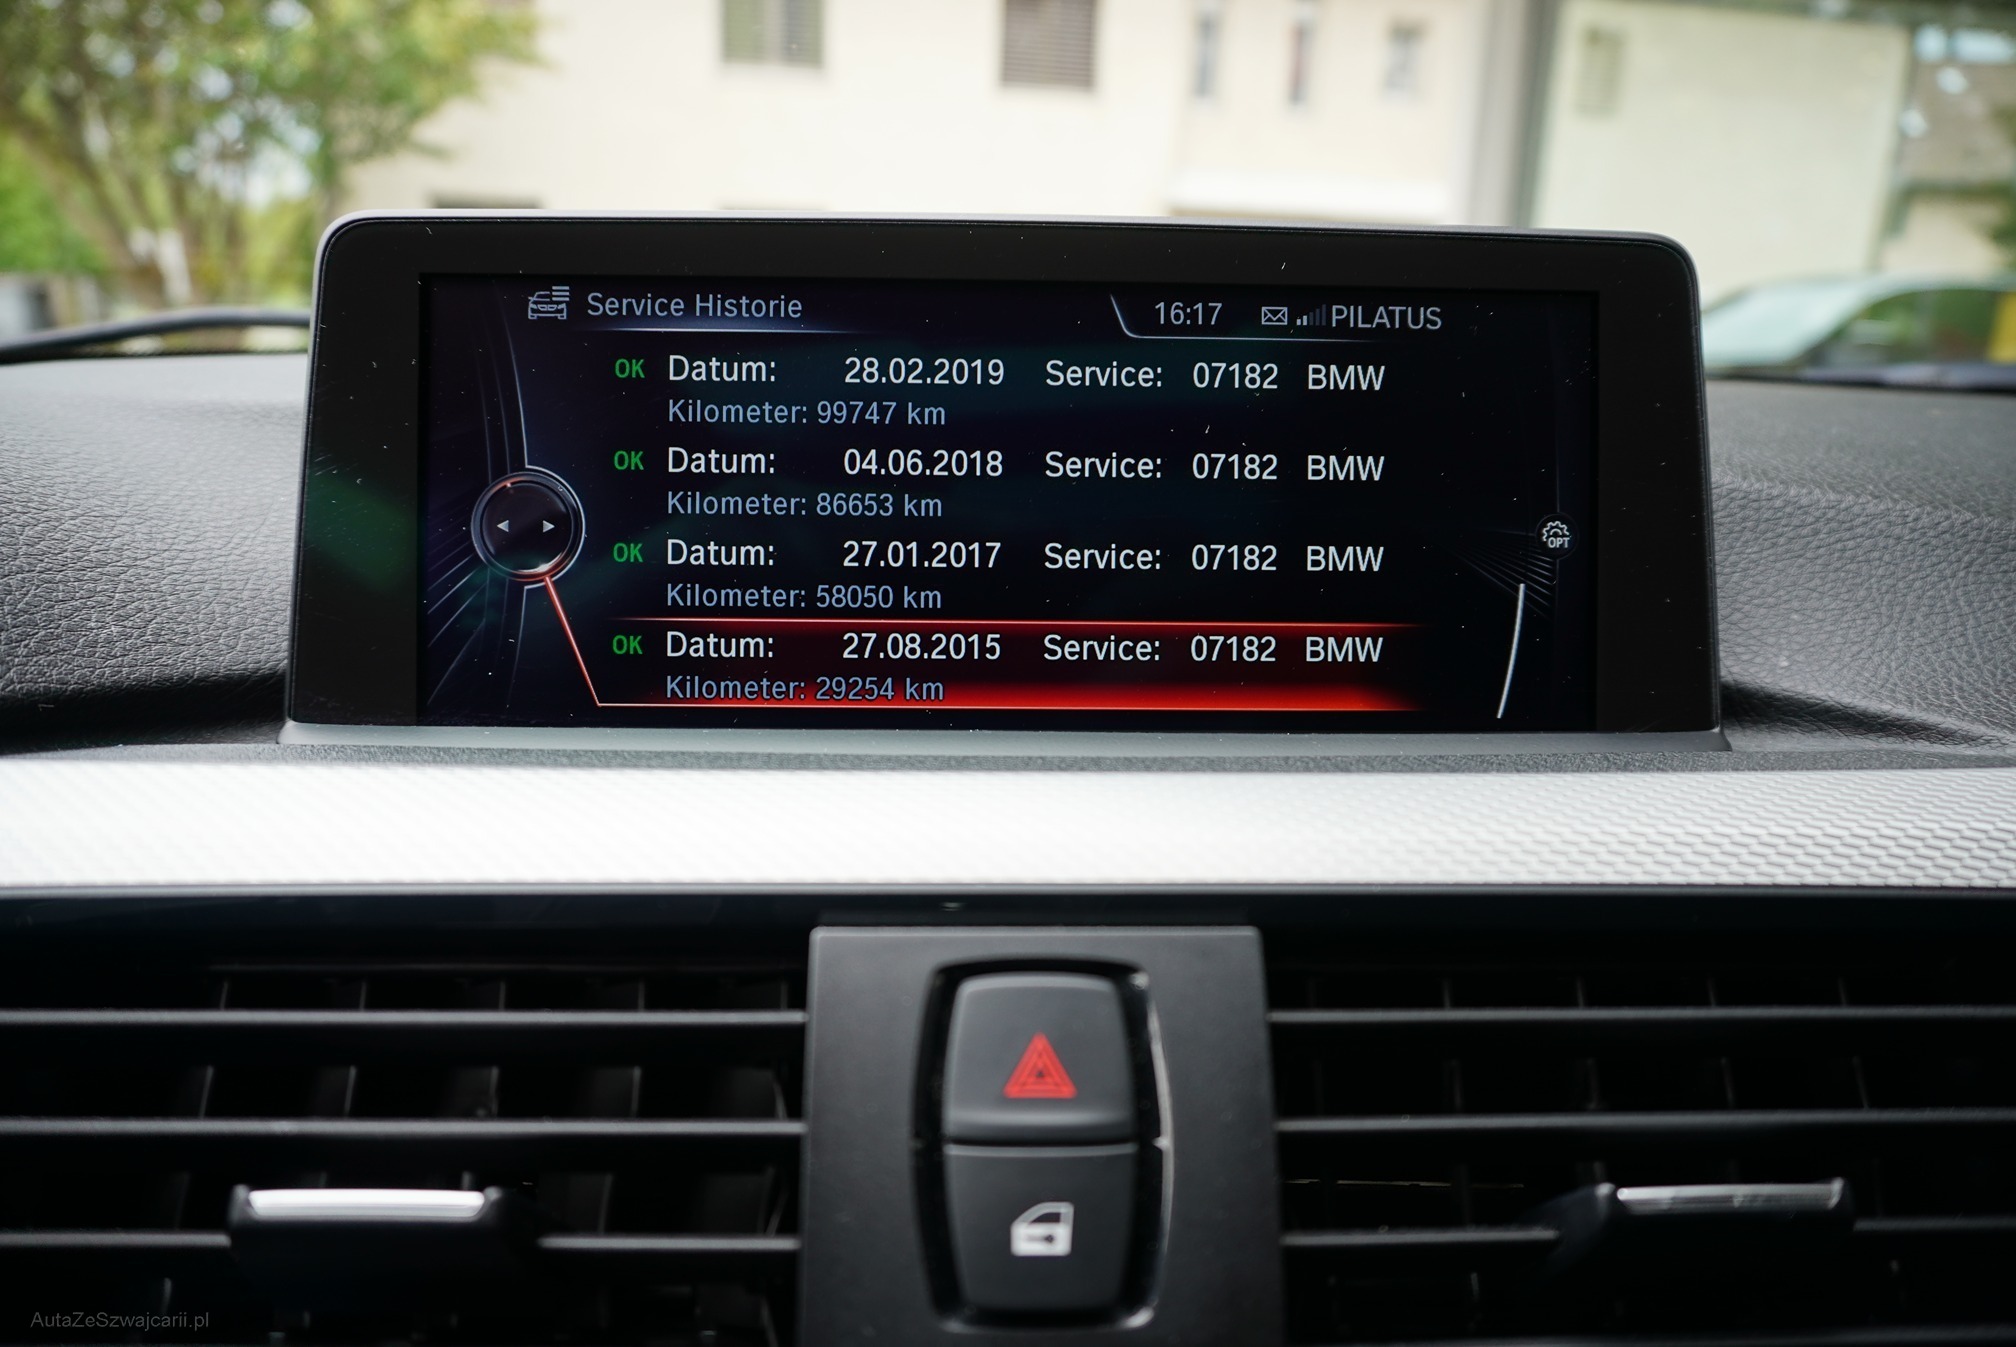 Service Historie 16:17 PILATUS
OK Datum: 28.02.2019 Service: 07182 BMW
Kilometer: 99747 km
OK Datum: 04.06.2018 Service: 07182 BMW
Kilometer: 86653 km
OK Datum: 27.01.2017 Service: 07182 BMW
Kilometer: 58050 km
OPT
OK Datum: 27.08.2015 Service: 07182 BMW
Kilometer: 29254 km
AutaZeSzwajcarii.pl